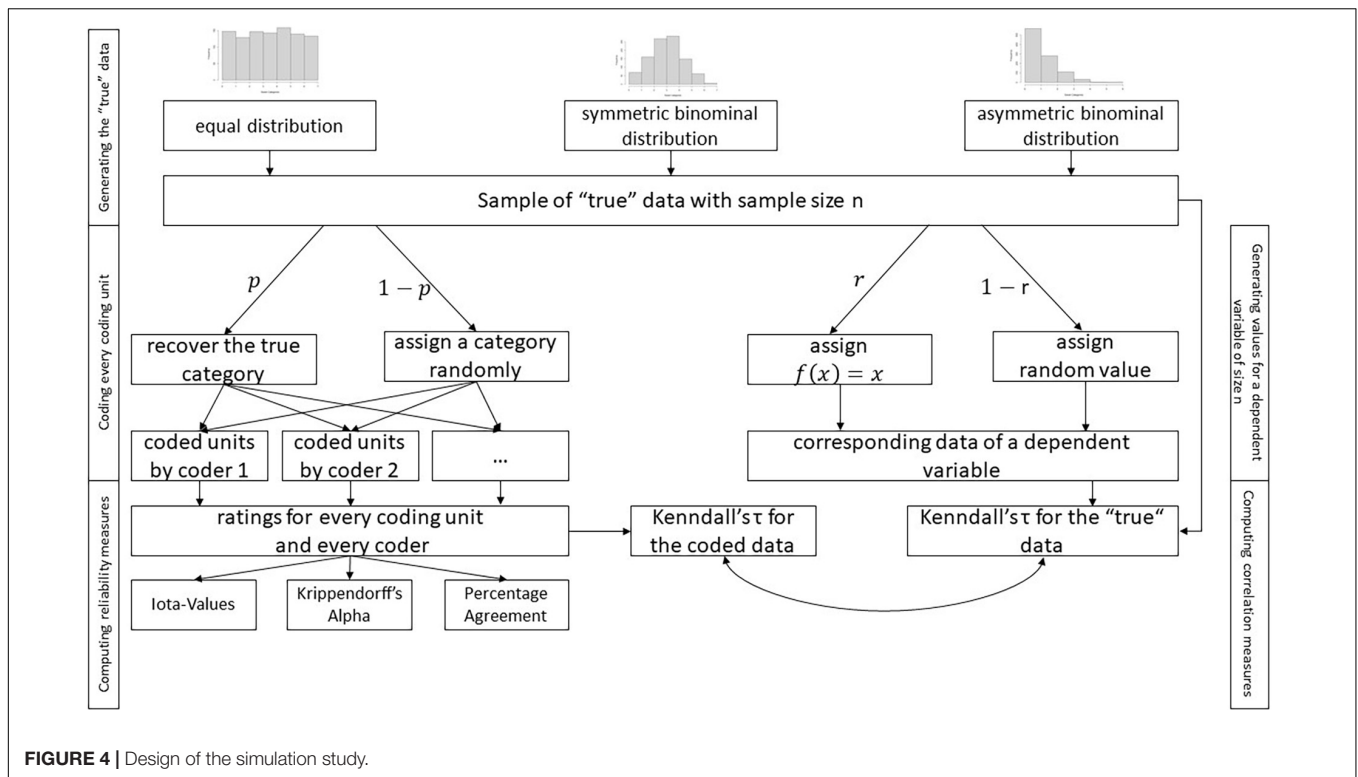 Generating the "true" data
equal distribution
symmetric binominal
distribution
asymmetric binominal
distribution
Sample of "true" data with sample size n
Coding every coding unit
p
1 − p
r
1 − r
Generating values for a dependent
variable of size n
recover the true
category
assign a category
randomly
assign
f(x) = x
assign
random value
coded units
by coder 1
coded units
by coder 2
...
corresponding data of a dependent
variable
Computing reliability measures
ratings for every coding unit
and every coder
Kenndall's τ for
the coded data
Kenndall's τ for the "true"
data
Computing correlation measures
Iota-Values
Krippendorff's
Alpha
Percentage
Agreement
FIGURE 4 | Design of the simulation study.